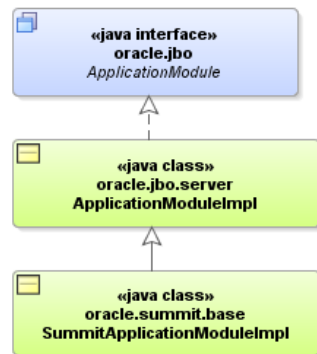 «java interface»
oracle.jbo
ApplicationModule
«java class»
oracle.jbo.server
ApplicationModuleImpl
«java class»
oracle.summit.base
SummitApplicationModuleImpl